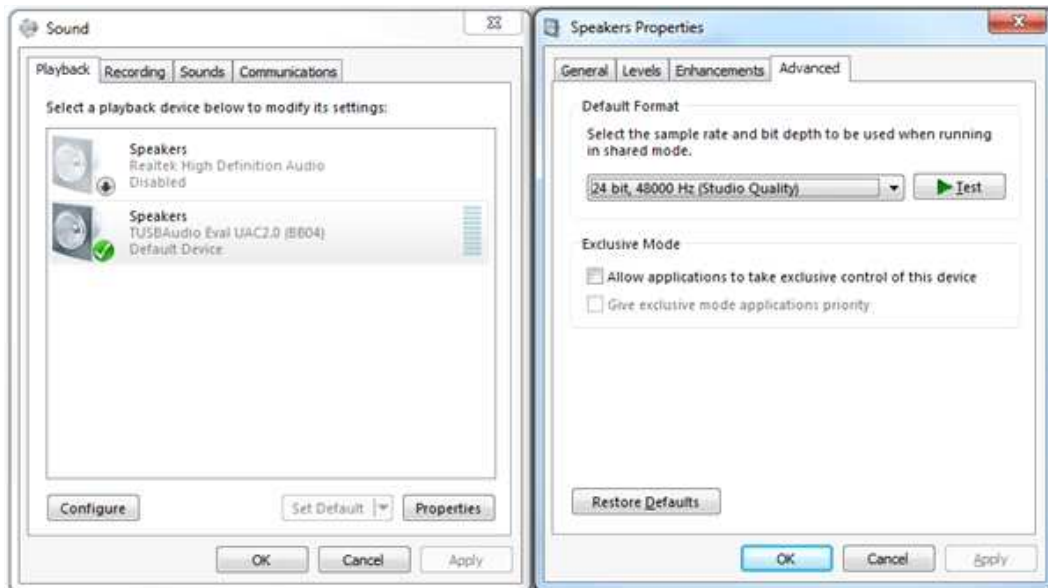 Sound
Playback Recording Sounds Communications
Select a playback device below to modify its settings:
Speakers
Realtek High Definition Audio
Disabled
Speakers
TUSBAudio Eval UAC2.0 (BB04)
Default Device
Configure Set Default Properties
OK Cancel Apply
Speakers Properties
General Levels Enhancements Advanced
Default Format
Select the sample rate and bit depth to be used when running
in shared mode.
24 bit, 48000 Hz (Studio Quality) Test
Exclusive Mode
Allow applications to take exclusive control of this device
Give exclusive mode applications priority
Restore Defaults
OK Cancel Apply